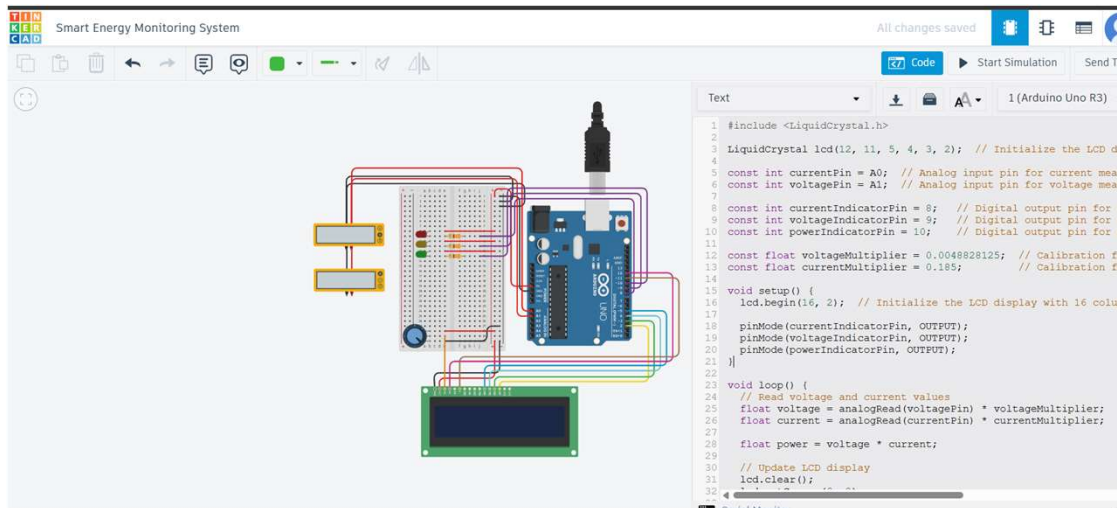 TIN
KER
CAD
Smart Energy Monitoring System
All changes saved
Code
Start Simulation
Send T
Text
AA
1 (Arduino Uno R3)
1 #include <LiquidCrystal.h>
2
3 LiquidCrystal lcd(12, 11, 5, 4, 3, 2); // Initialize the LCD d
4
5 const int currentPin = A0; // Analog input pin for current mea
6 const int voltagePin = A1; // Analog input pin for voltage mea
7
8 const int currentIndicatorPin = 8; // Digital output pin for
9 const int voltageIndicatorPin = 9; // Digital output pin for
10 const int powerIndicatorPin = 10; // Digital output pin for
11
12 const float voltageMultiplier = 0.0048828125; // Calibration f
13 const float currentMultiplier = 0.185; // Calibration f
14
15 void setup() {
16 lcd.begin(16, 2); // Initialize the LCD display with 16 colu
17
18 pinMode(currentIndicatorPin, OUTPUT);
19 pinMode(voltageIndicatorPin, OUTPUT);
20 pinMode(powerIndicatorPin, OUTPUT);
21 }
22
23 void loop() {
24 // Read voltage and current values
25 float voltage = analogRead(voltagePin) * voltageMultiplier;
26 float current = analogRead(currentPin) * currentMultiplier;
27
28 float power = voltage * current;
29
30 // Update LCD display
31 lcd.clear();
32
UNO